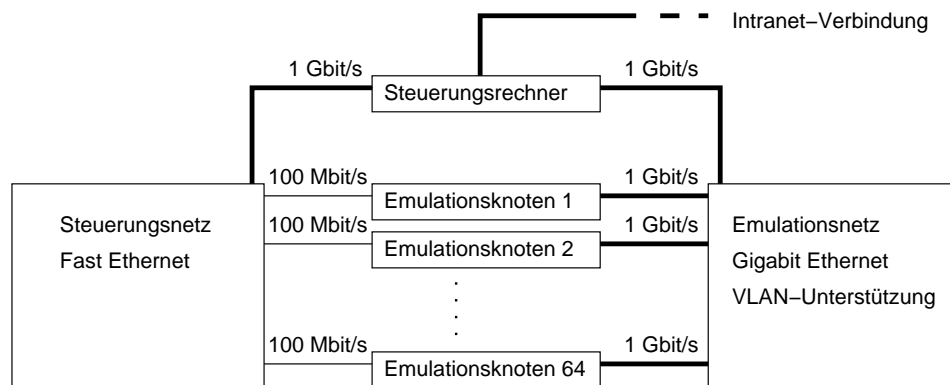 Intranet−Verbindung
1 Gbit/s
Steuerungsrechner
1 Gbit/s
100 Mbit/s
Emulationsknoten 1
1 Gbit/s
Steuerungsnetz
Fast Ethernet
100 Mbit/s
Emulationsknoten 2
1 Gbit/s
Emulationsnetz
Gigabit Ethernet
VLAN−Unterstützung
100 Mbit/s
Emulationsknoten 64
1 Gbit/s